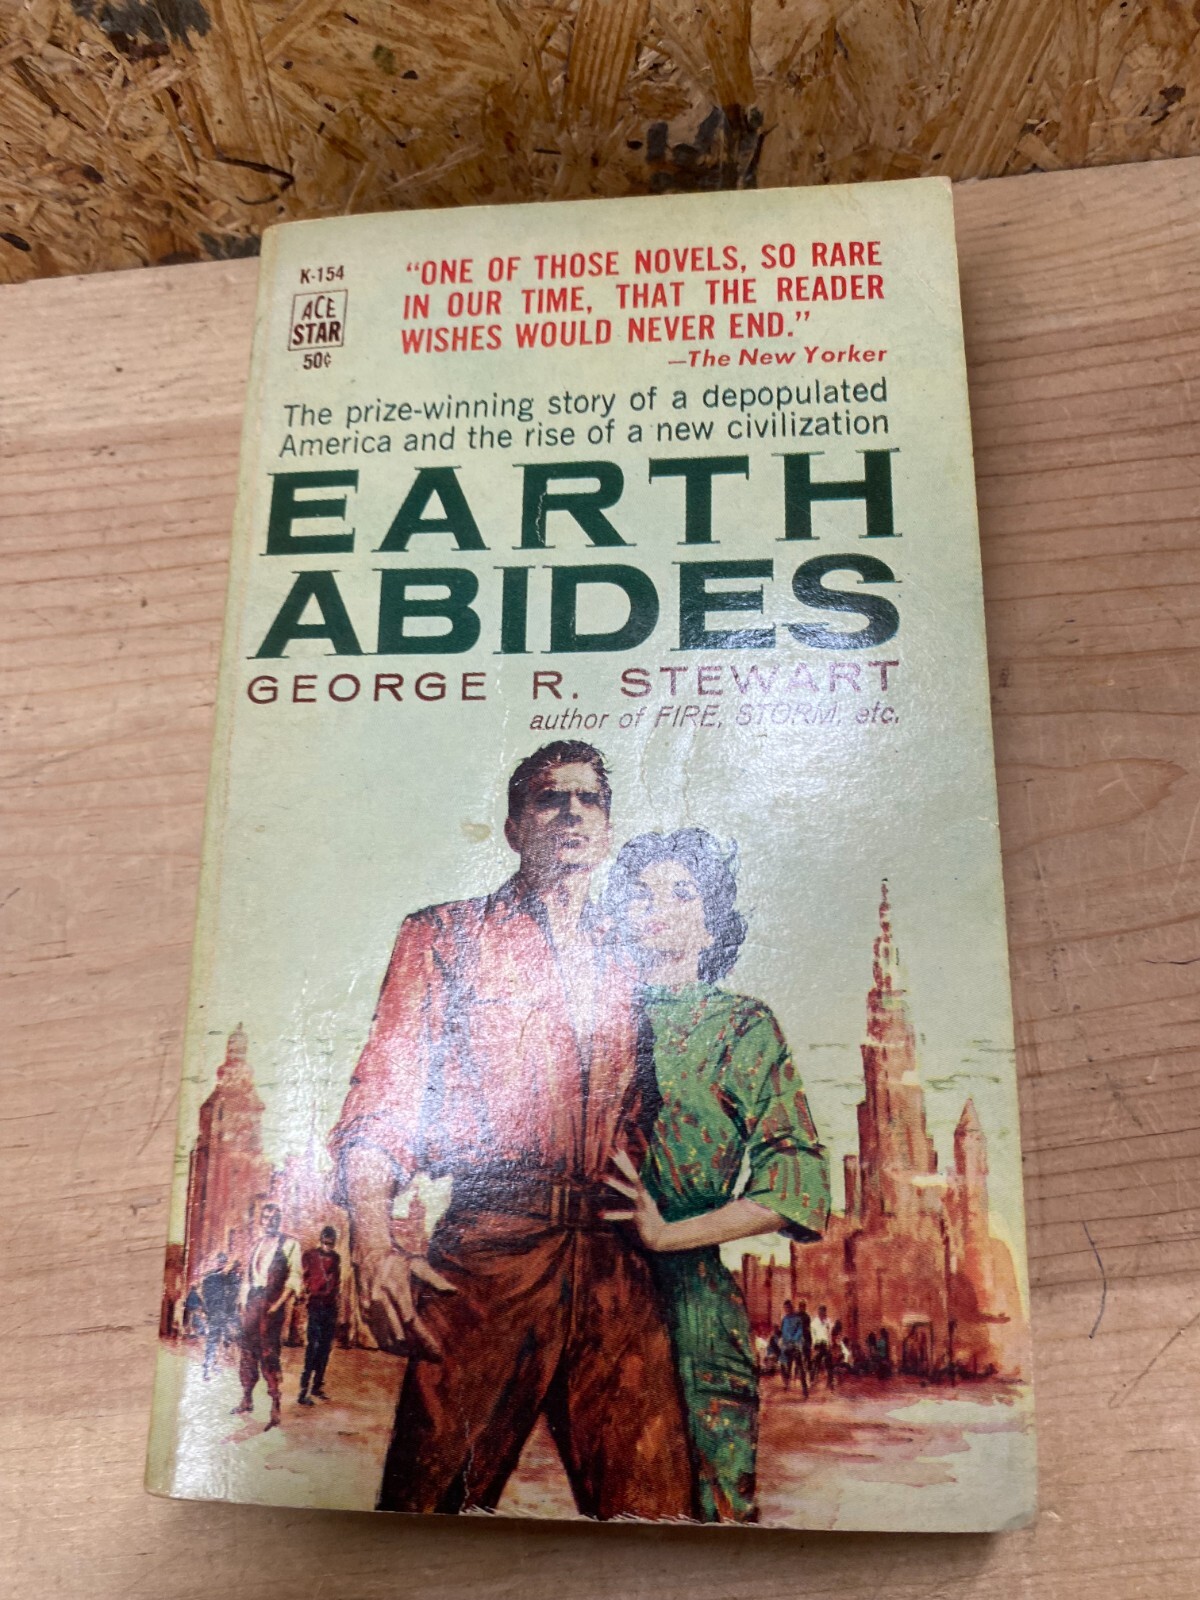 K-154
ACE
STAR
50¢
"ONE OF THOSE NOVELS, SO RARE
IN OUR TIME, THAT THE READER
WISHES WOULD NEVER END."
—The New Yorker
The prize-winning story of a depopulated
America and the rise of a new civilization
EARTH
ABIDES
GEORGE R. STEWART
author of FIRE, STORM, etc.